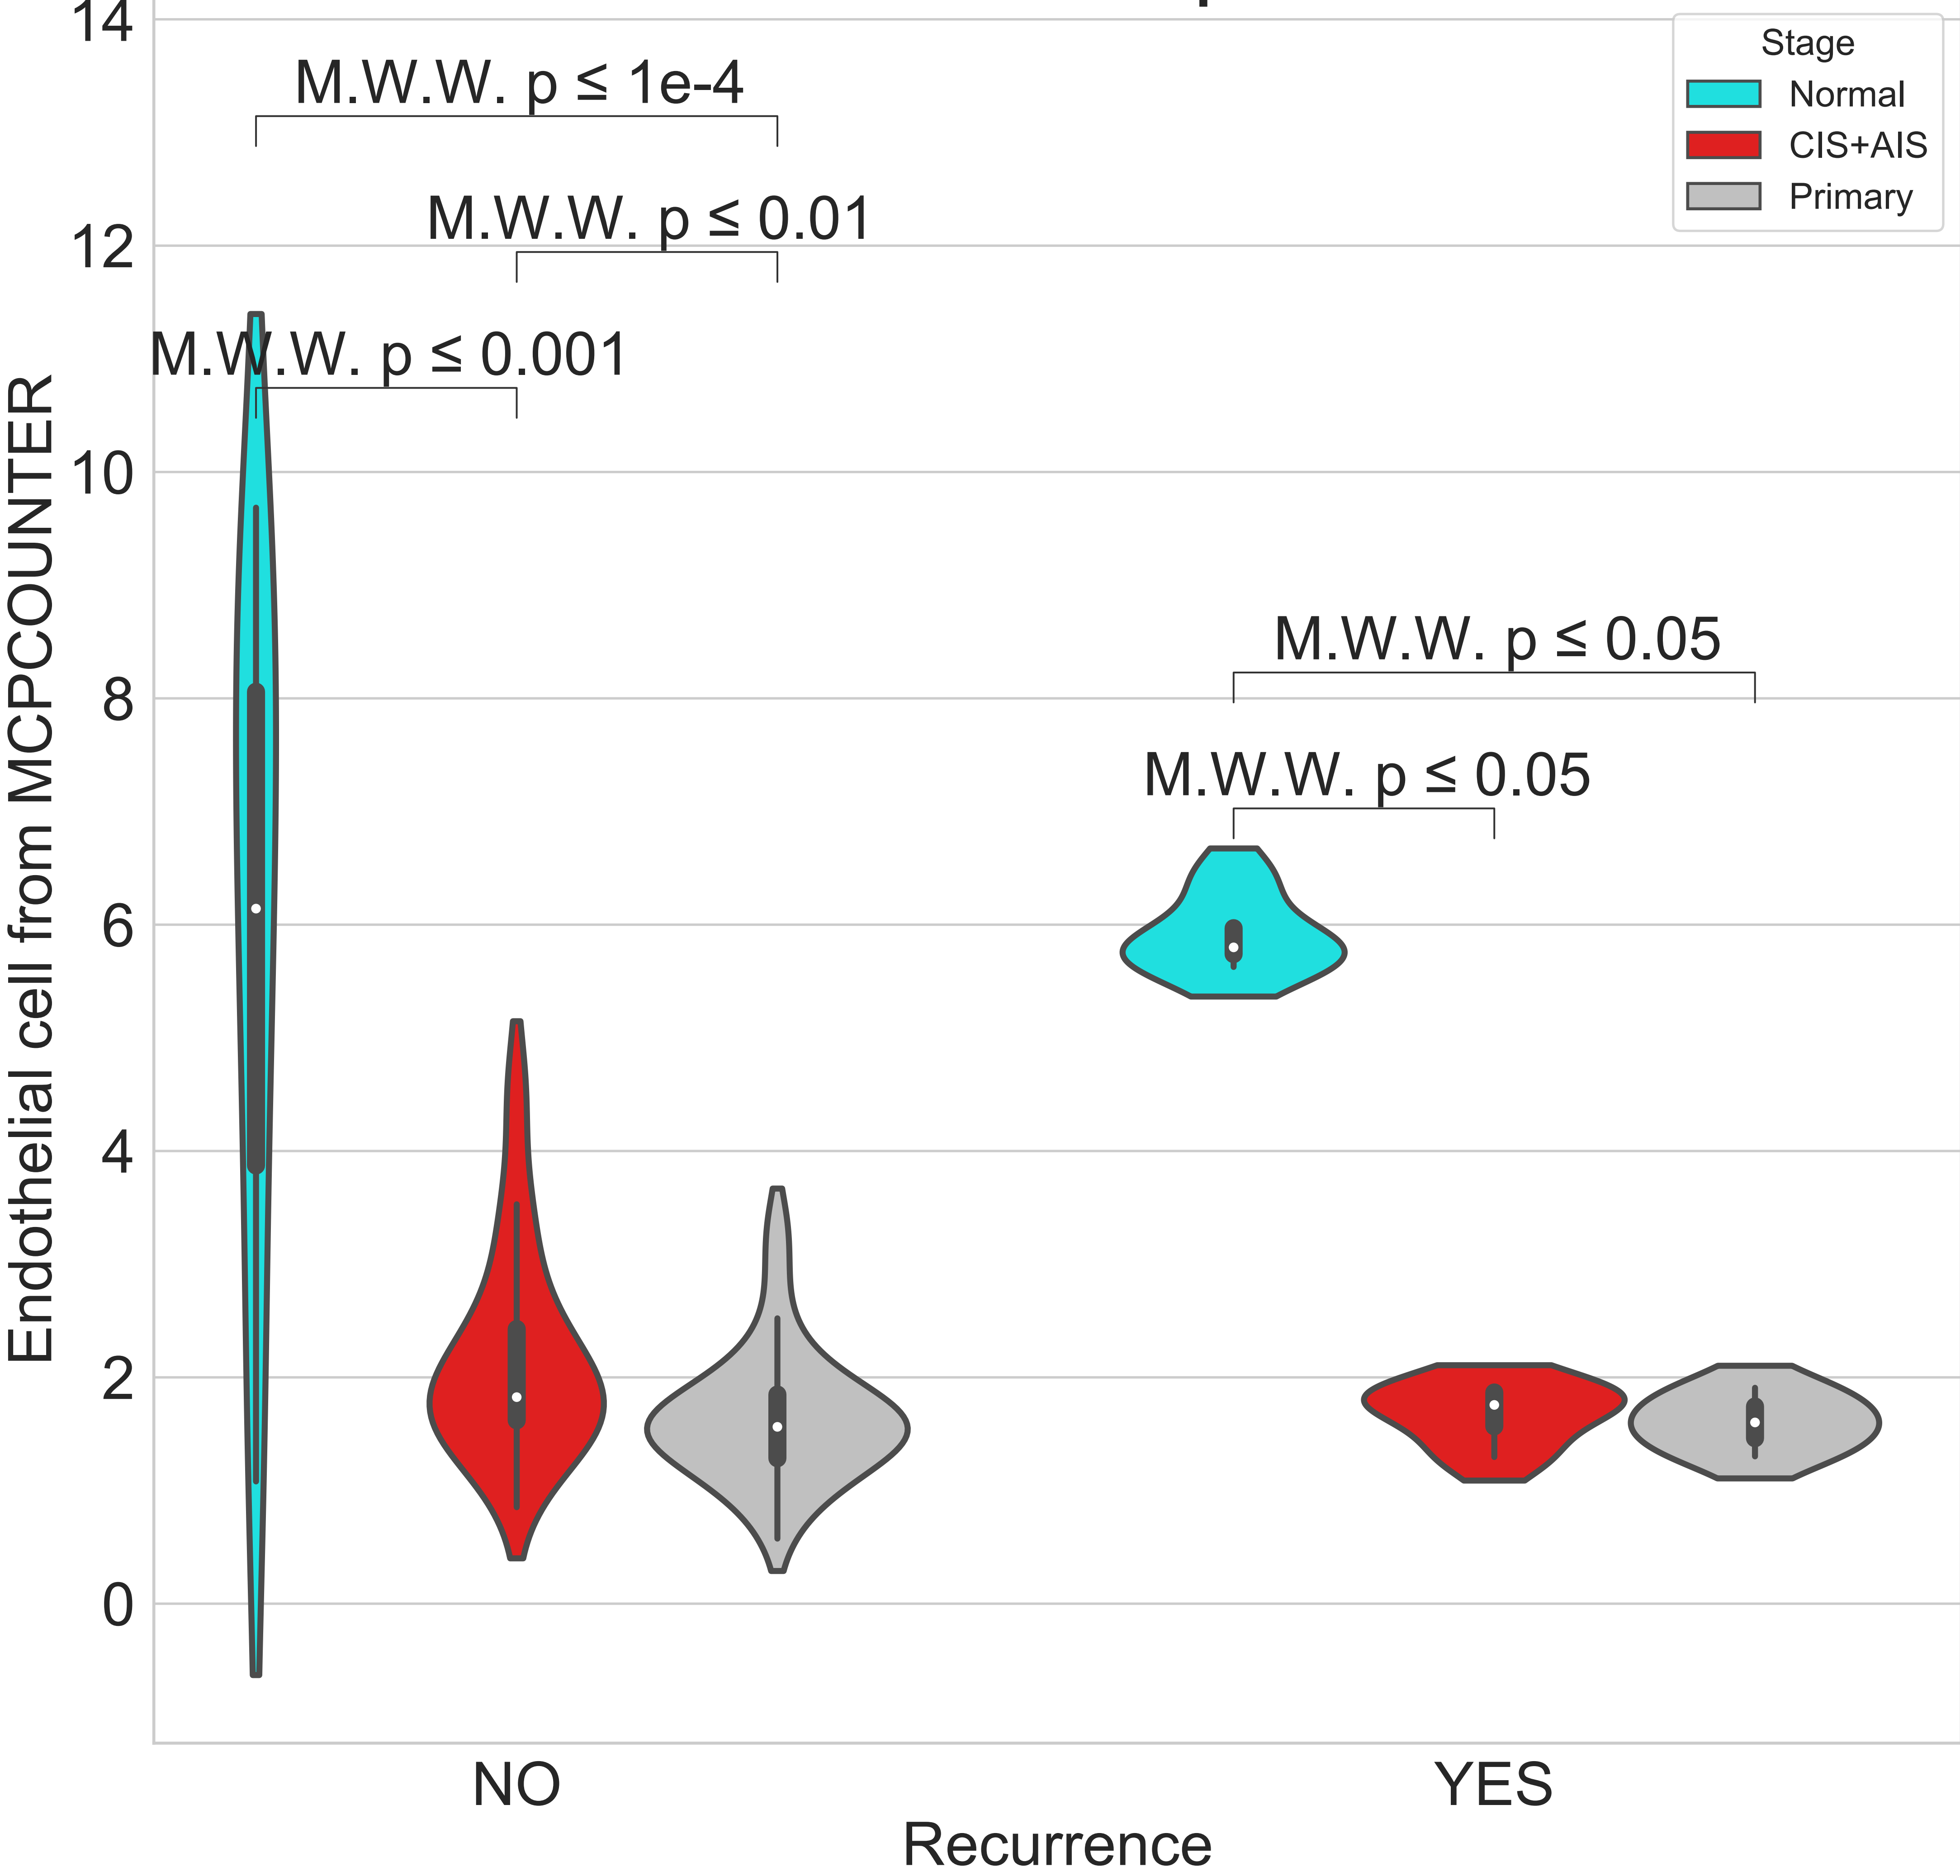 14
12
10
8
6
4
2
0
Endothelial cell from MCPCOUNTER
M.W.W. p ≤ 1e-4
M.W.W. p ≤ 0.01
M.W.W. p ≤ 0.001
M.W.W. p ≤ 0.05
M.W.W. p ≤ 0.05
Stage
Normal
CIS+AIS
Primary
NO
YES
Recurrence